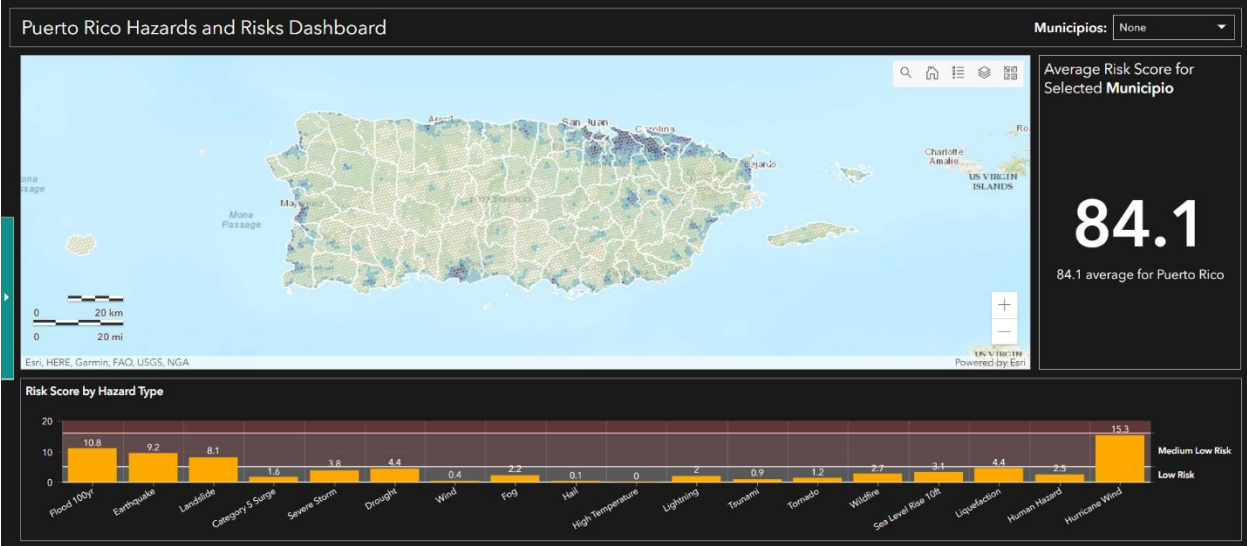 Puerto Rico Hazards and Risks Dashboard
Municipios: None
Average Risk Score for
Selected Municipio
84.1
84.1 average for Puerto Rico
San Juan
Carolina
Fajardo
Charlotte
Amalie
US VIRGIN
ISLANDS
Mona
Passage
PUERTO RICO
0 20 km
0 20 mi
Esri, HERE, Garmin, FAO, USGS, NGA
US VIRGIN
Powered by Esri
Risk Score by Hazard Type
20
10
0
10.8
9.2
8.1
1.6
3.8
4.4
0.4
2.2
0.1
0
2
0.9
1.2
2.7
3.1
4.4
2.5
15.3
Medium Low Risk
Low Risk
Flood 100yr
Earthquake
Landslide
Category 5 Surge
Severe Storm
Drought
Wind
Fog
Hail
High Temperature
Lightning
Tsunami
Tornado
Wildfire
Sea Level Rise 10ft
Liquefaction
Human Hazard
Hurricane Wind